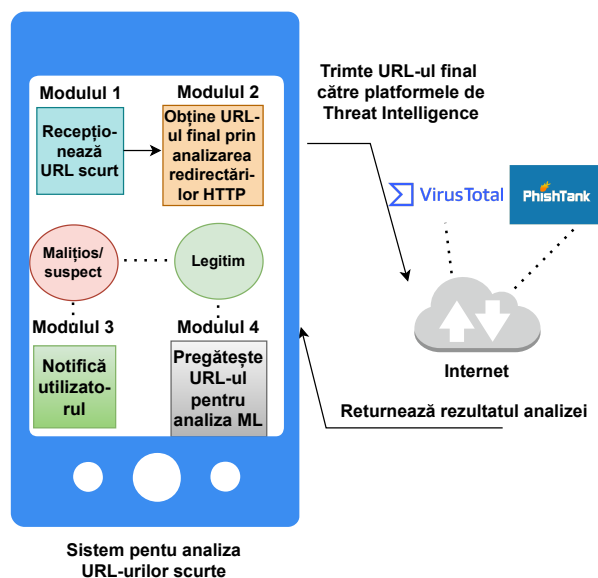 Modulul 1
Recepțio-
nează
URL scurt
Modulul 2
Obține URL-
ul final prin
analizarea
redirectări-
lor HTTP
Trimte URL-ul final
către platformele de
Threat Intelligence
VirusTotal
PhishTank
Malițios/
suspect
Legitim
Modulul 3
Notifică
utilizato-
rul
Modulul 4
Pregătește
URL-ul
pentru
analiza ML
Internet
Returnează rezultatul analizei
Sistem pentu analiza
URL-urilor scurte